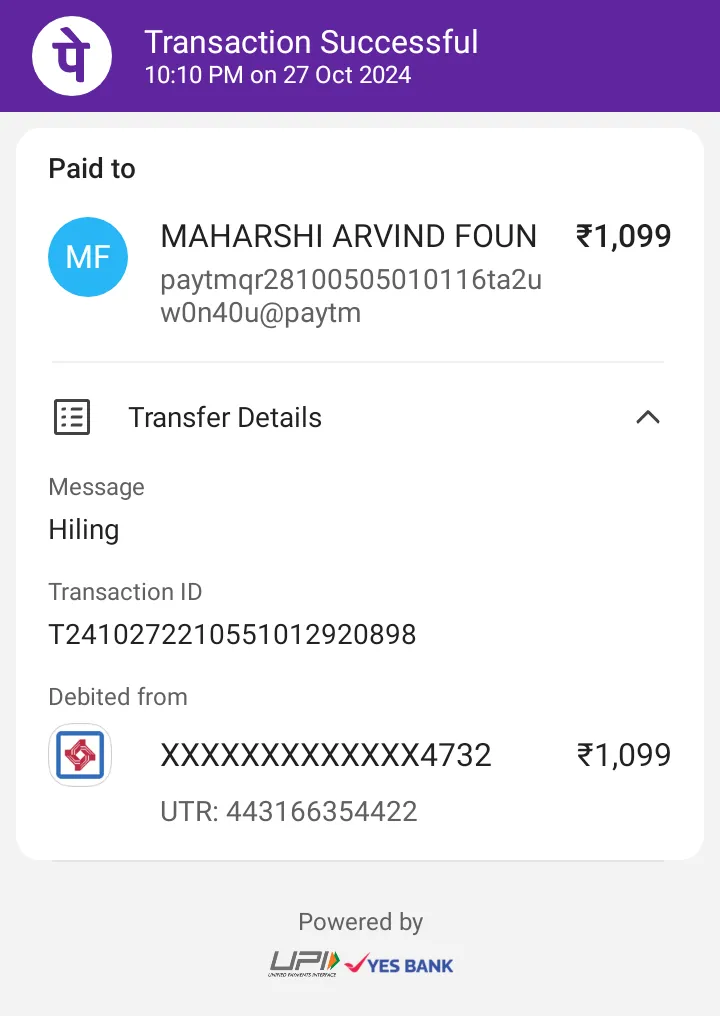 पे
Transaction Successful
10:10 PM on 27 Oct 2024
Paid to
MF
MAHARSHI ARVIND FOUN ₹1,099
paytmqr28100505010116ta2u
w0n40u@paytm
Transfer Details
Message
Hiling
Transaction ID
T2410272210551012920898
Debited from
XXXXXXXXXXXXX4732 ₹1,099
UTR: 443166354422
Powered by
UPI YES BANK
UNIFIED PAYMENTS INTERFACE